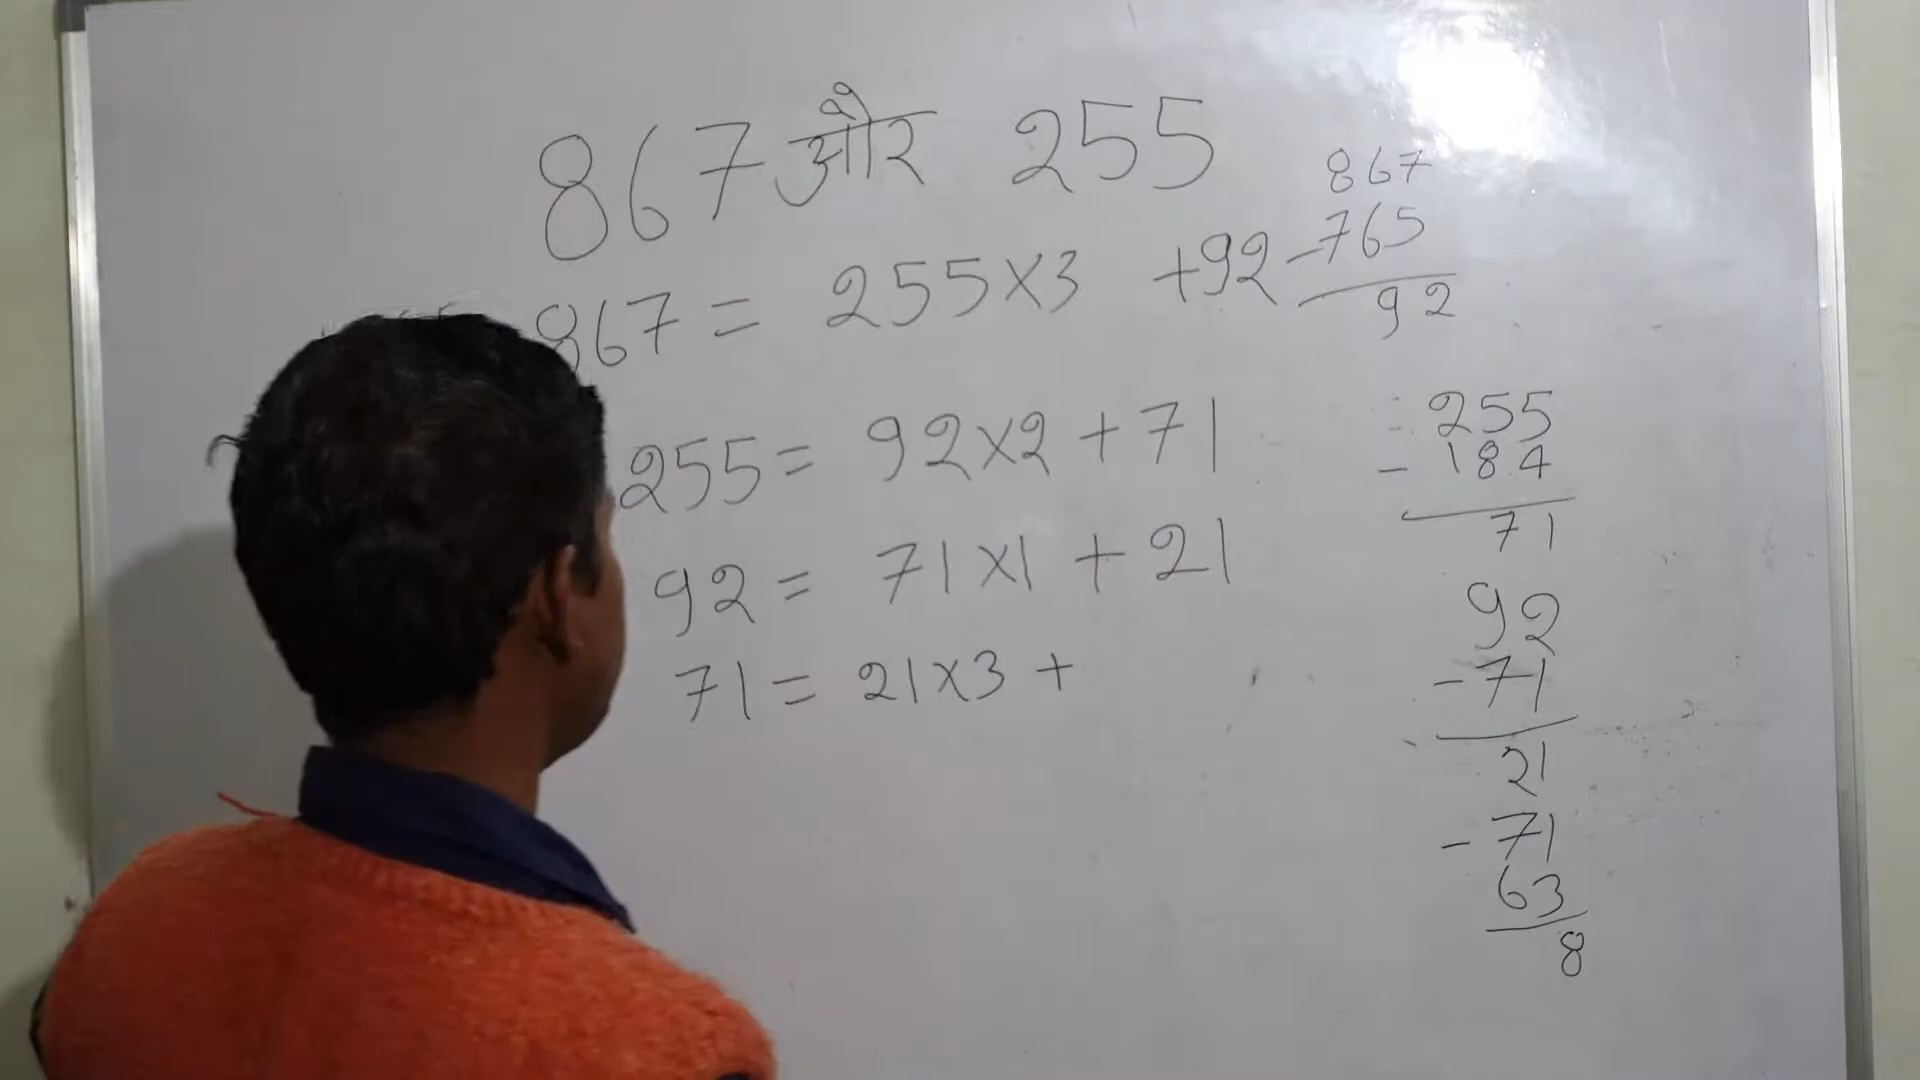 867 और 255
867 = 255×3 +92
255 = 92×2 + 71
92 = 71×1 + 21
71 = 21×3 +
867
-765
92
255
- 184
71
92
-71
21
- 71
63
8